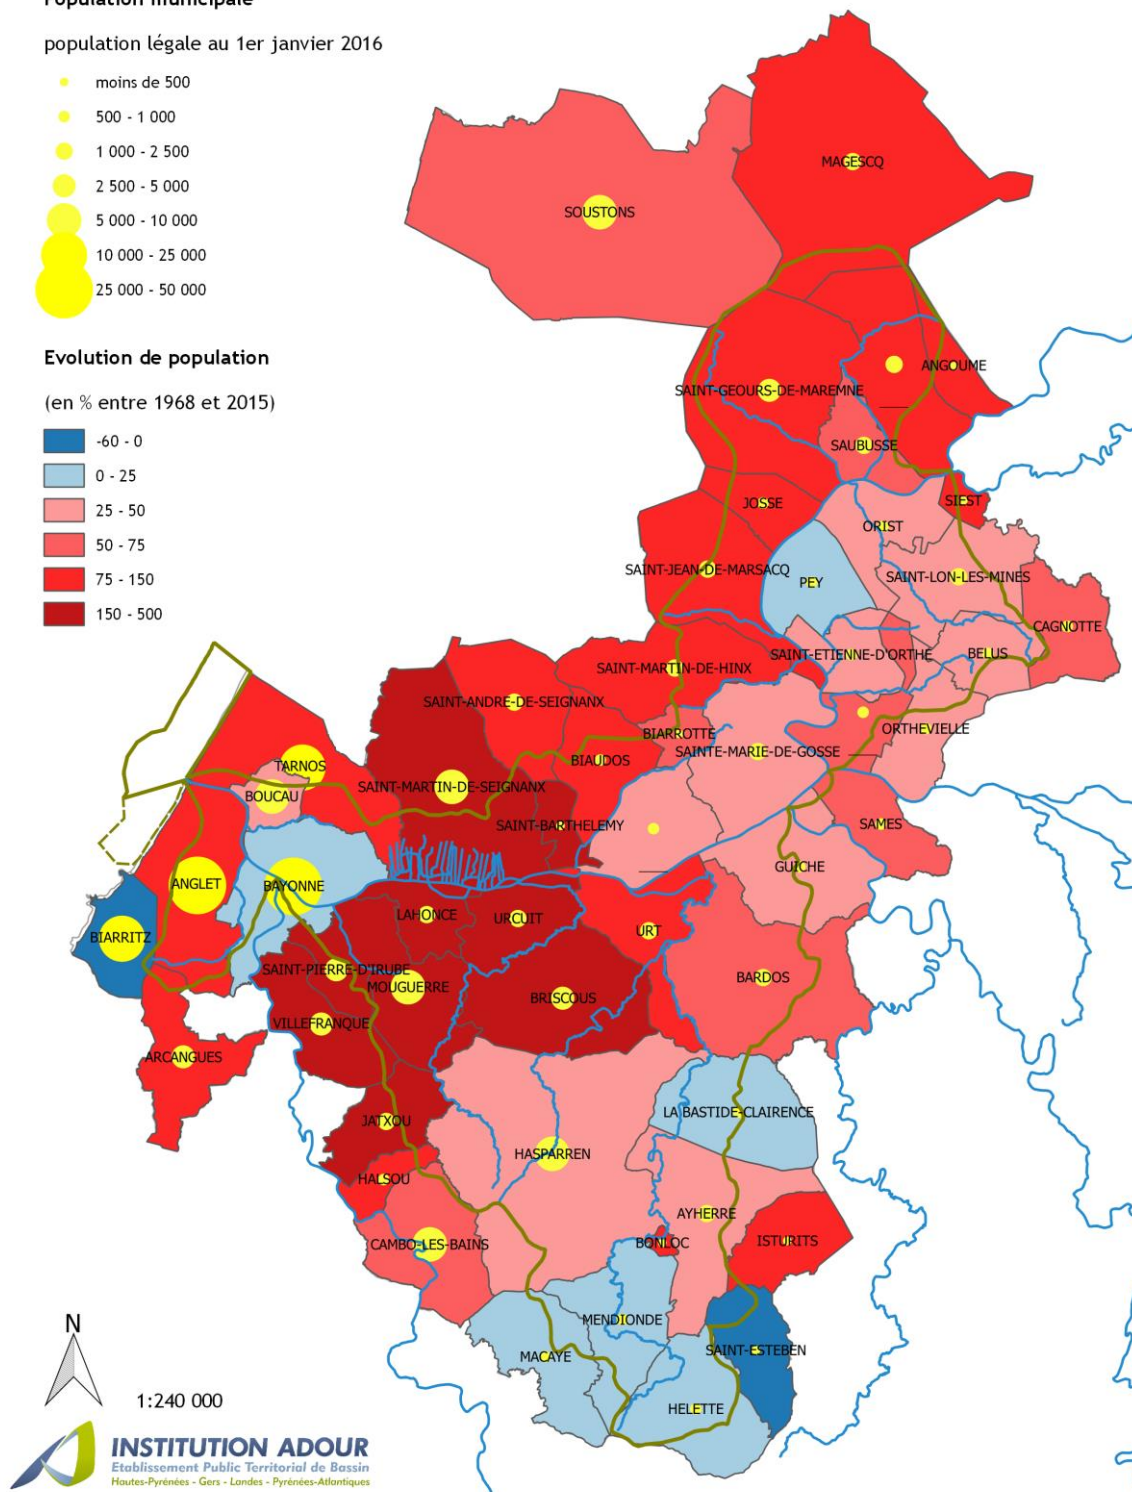 Population municipale
population légale au 1er janvier 2016
moins de 500
500 - 1 000
1 000 - 2 500
2 500 - 5 000
5 000 - 10 000
10 000 - 25 000
25 000 - 50 000
Evolution de population
(en % entre 1968 et 2015)
-60 - 0
0 - 25
25 - 50
50 - 75
75 - 150
150 - 500
MAGESCQ
SOUSTONS
ANGOUME
SAINT-GEOURS-DE-MAREMNE
SAUBUSSE
SIEST
JOSSE
ORIST
SAINT-JEAN-DE-MARSACQ
PEY
SAINT-LON-LES-MINES
CAGNOTTE
SAINT-ETIENNE-D'ORTHE
BELUS
SAINT-MARTIN-DE-HINX
SAINT-ANDRE-DE-SEIGNANX
ORTHEVIELLE
BIARROTTE
SAINTE-MARIE-DE-GOSSE
BIAUDOS
TARNOS
SAINT-MARTIN-DE-SEIGNANX
BOUCAU
SAINT-BARTHELEMY
SAMES
GUICHE
ANGLET
BAYONNE
LAHONCE
URCUIT
URT
BIARRITZ
SAINT-PIERRE-D'IRUBE
BARDOS
MOUGUERRE
BRISCOUS
VILLEFRANQUE
ARCANGUES
LA BASTIDE-CLAIRENCE
JATXOU
HASPARREN
HALSOU
AYHERRE
CAMBO-LES-BAINS
BONLOC
ISTURITS
MENDIONDE
SAINT-ESTEBEN
MACAYE
HELETTE
N
1:240 000
INSTITUTION ADOUR
Etablissement Public Territorial de Bassin
Hautes-Pyrénées - Gers - Landes - Pyrénées-Atlantiques